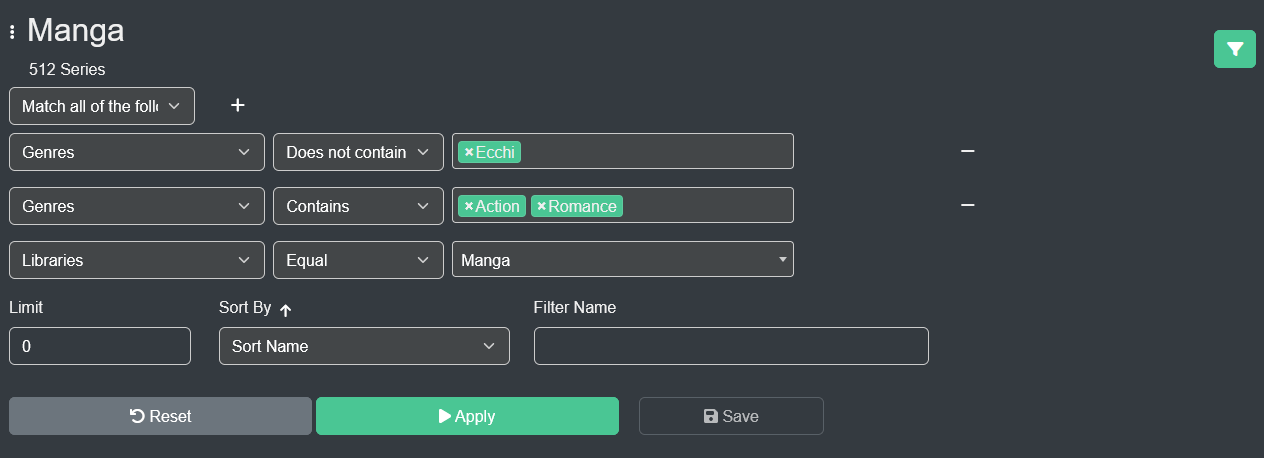 Manga
512 Series
Match all of the foll
Genres Does not contain Ecchi
Genres Contains Action Romance
Libraries Equal Manga
Limit Sort By Filter Name
0 Sort Name
Reset Apply Save